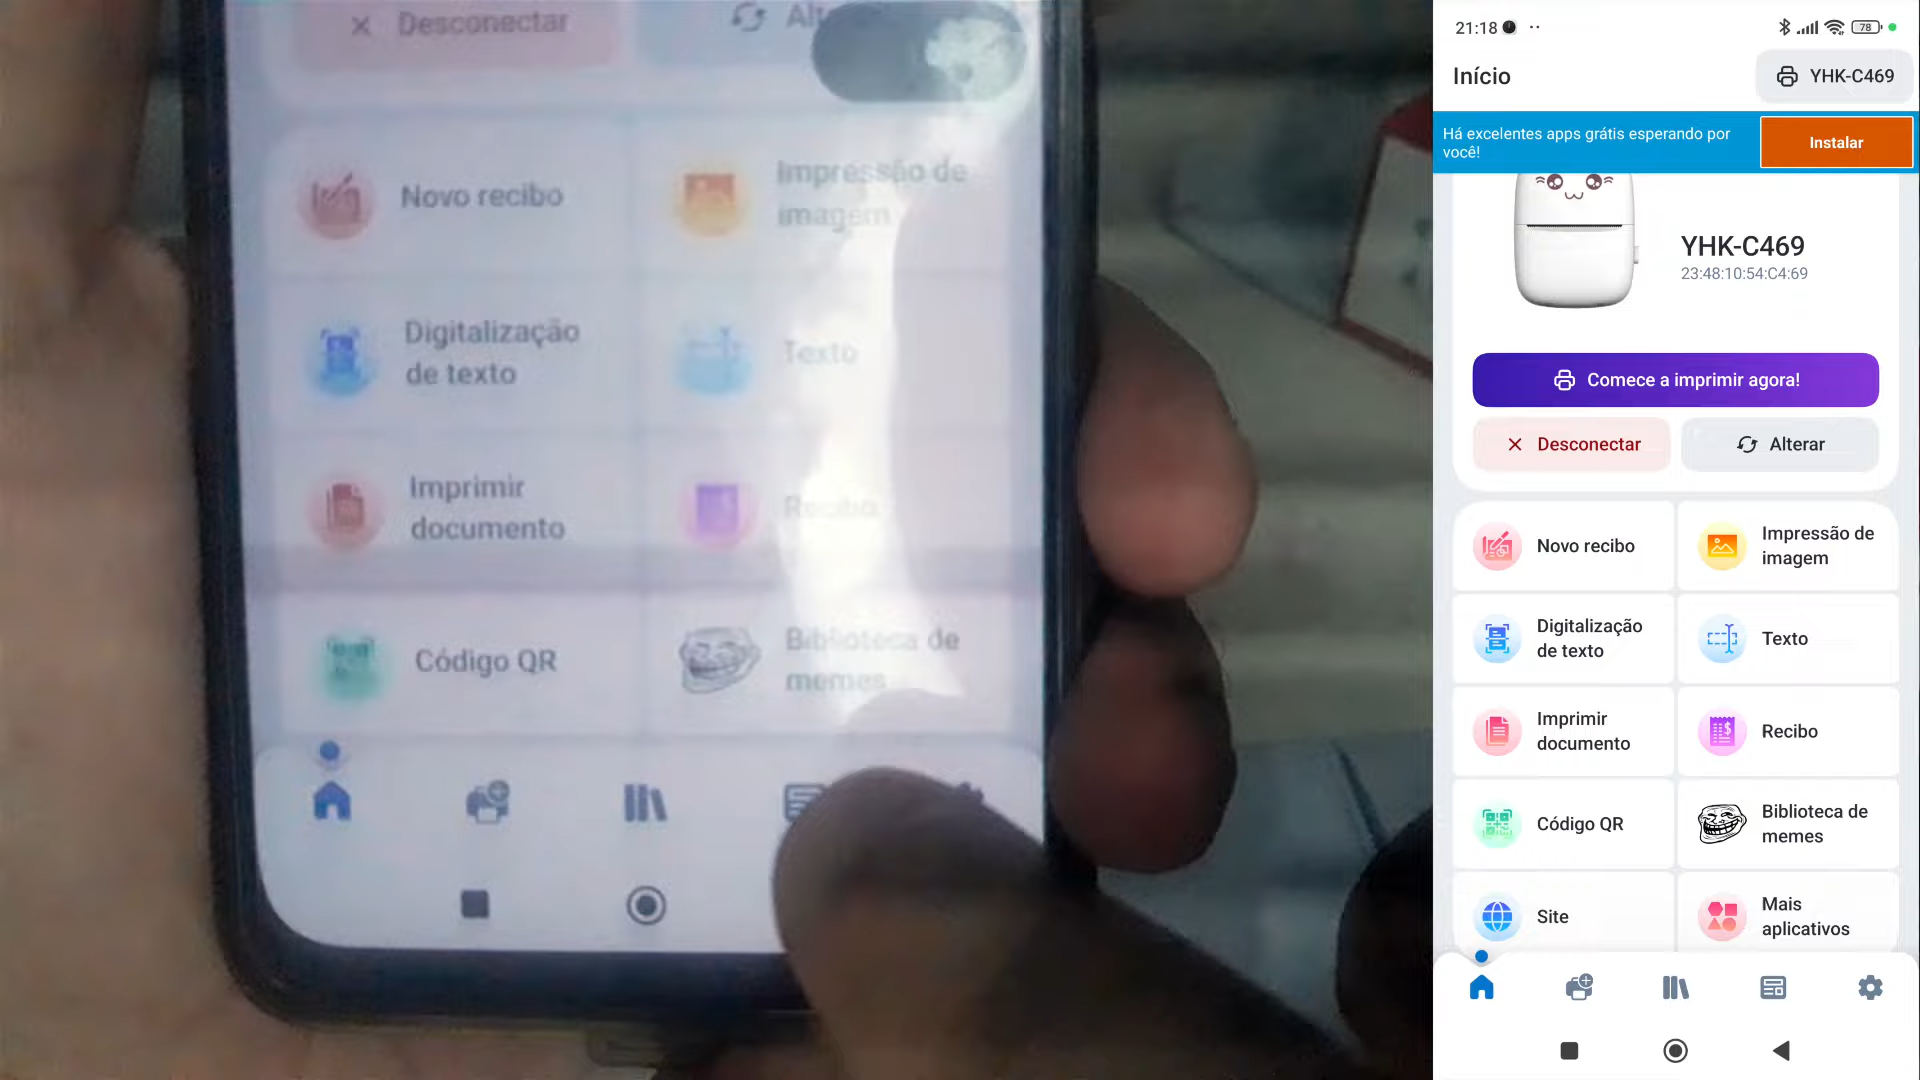 Desconectar
Novo recibo
Impressão de
imagem
Digitalização
de texto
Texto
Imprimir
documento
Recibo
Código QR
Biblioteca de
memes
21:18
78
Início
YHK-C469
Há excelentes apps grátis esperando por
você!
Instalar
YHK-C469
23:48:10:54:C4:69
Comece a imprimir agora!
Desconectar
Alterar
Novo recibo
Impressão de
imagem
Digitalização
de texto
Texto
Imprimir
documento
Recibo
Código QR
Biblioteca de
memes
Site
Mais
aplicativos